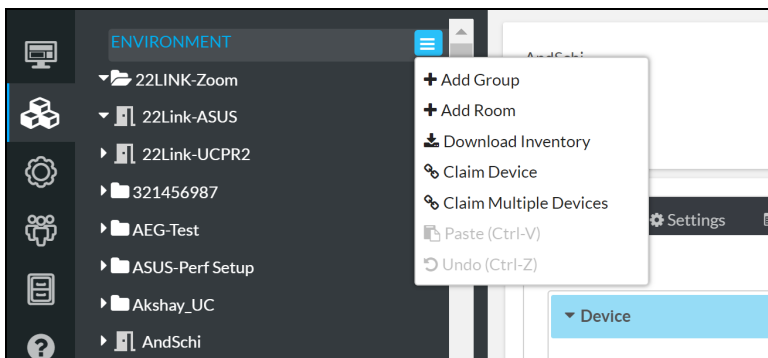 ENVIRONMENT
22LINK-Zoom
22Link-ASUS
22Link-UCPR2
321456987
AEG-Test
ASUS-Perf Setup
Akshay_UC
AndSchi
Add Group
Add Room
Download Inventory
Claim Device
Claim Multiple Devices
Paste (Ctrl-V)
Undo (Ctrl-Z)
AndSchi
Settings
Device